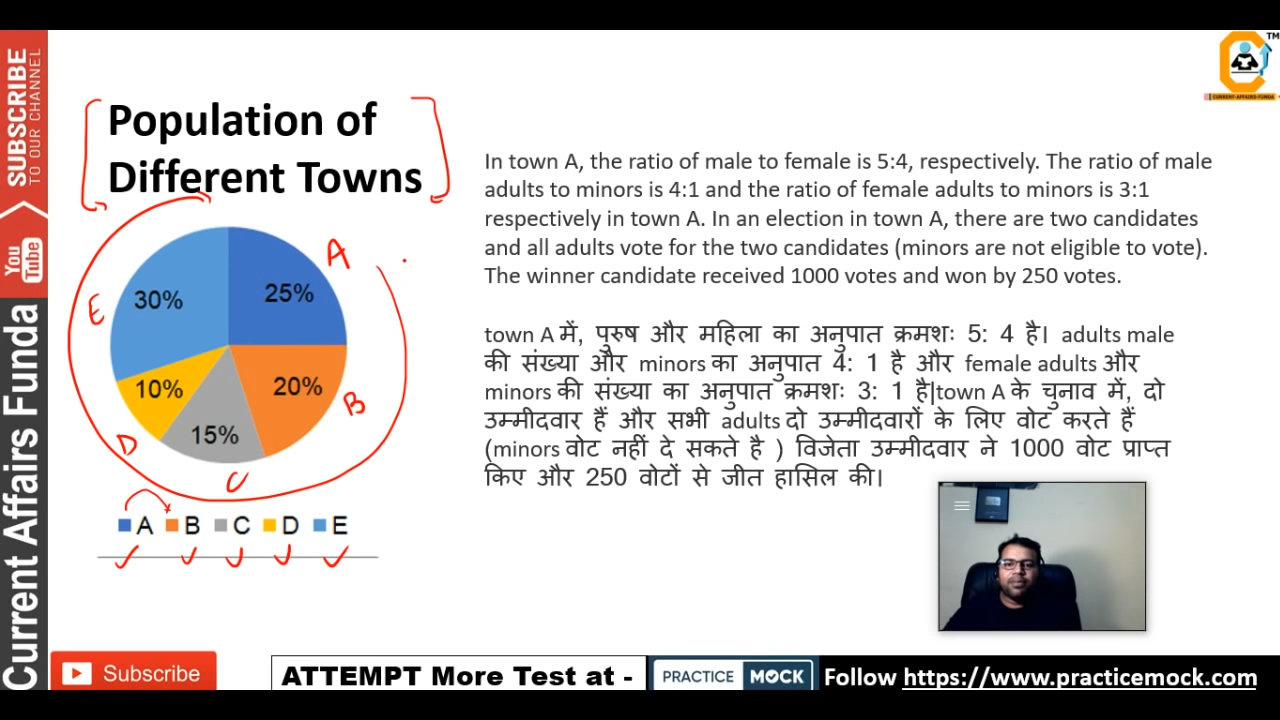 SUBSCRIBE
TO OUR CHANNEL
You
Tube
Current Affairs Funda
TM
CURRENT-AFFAIRS-FUNDA
Population of
Different Towns
A
25%
B
20%
C
15%
D
10%
E
30%
A B C D E
In town A, the ratio of male to female is 5:4, respectively. The ratio of male
adults to minors is 4:1 and the ratio of female adults to minors is 3:1
respectively in town A. In an election in town A, there are two candidates
and all adults vote for the two candidates (minors are not eligible to vote).
The winner candidate received 1000 votes and won by 250 votes.
town A में, पुरुष और महिला का अनुपात क्रमशः 5: 4 है। adults male
की संख्या और minors का अनुपात 4: 1 है और female adults और
minors की संख्या का अनुपात क्रमशः 3: 1 है|town A के चुनाव में, दो
उम्मीदवार हैं और सभी adults दो उम्मीदवारों के लिए वोट करते हैं
(minors वोट नहीं दे सकते है ) विजेता उम्मीदवार ने 1000 वोट प्राप्त
किए और 250 वोटों से जीत हासिल की।
Subscribe
ATTEMPT More Test at -
PRACTICE MOCK
Follow https://www.practicemock.com